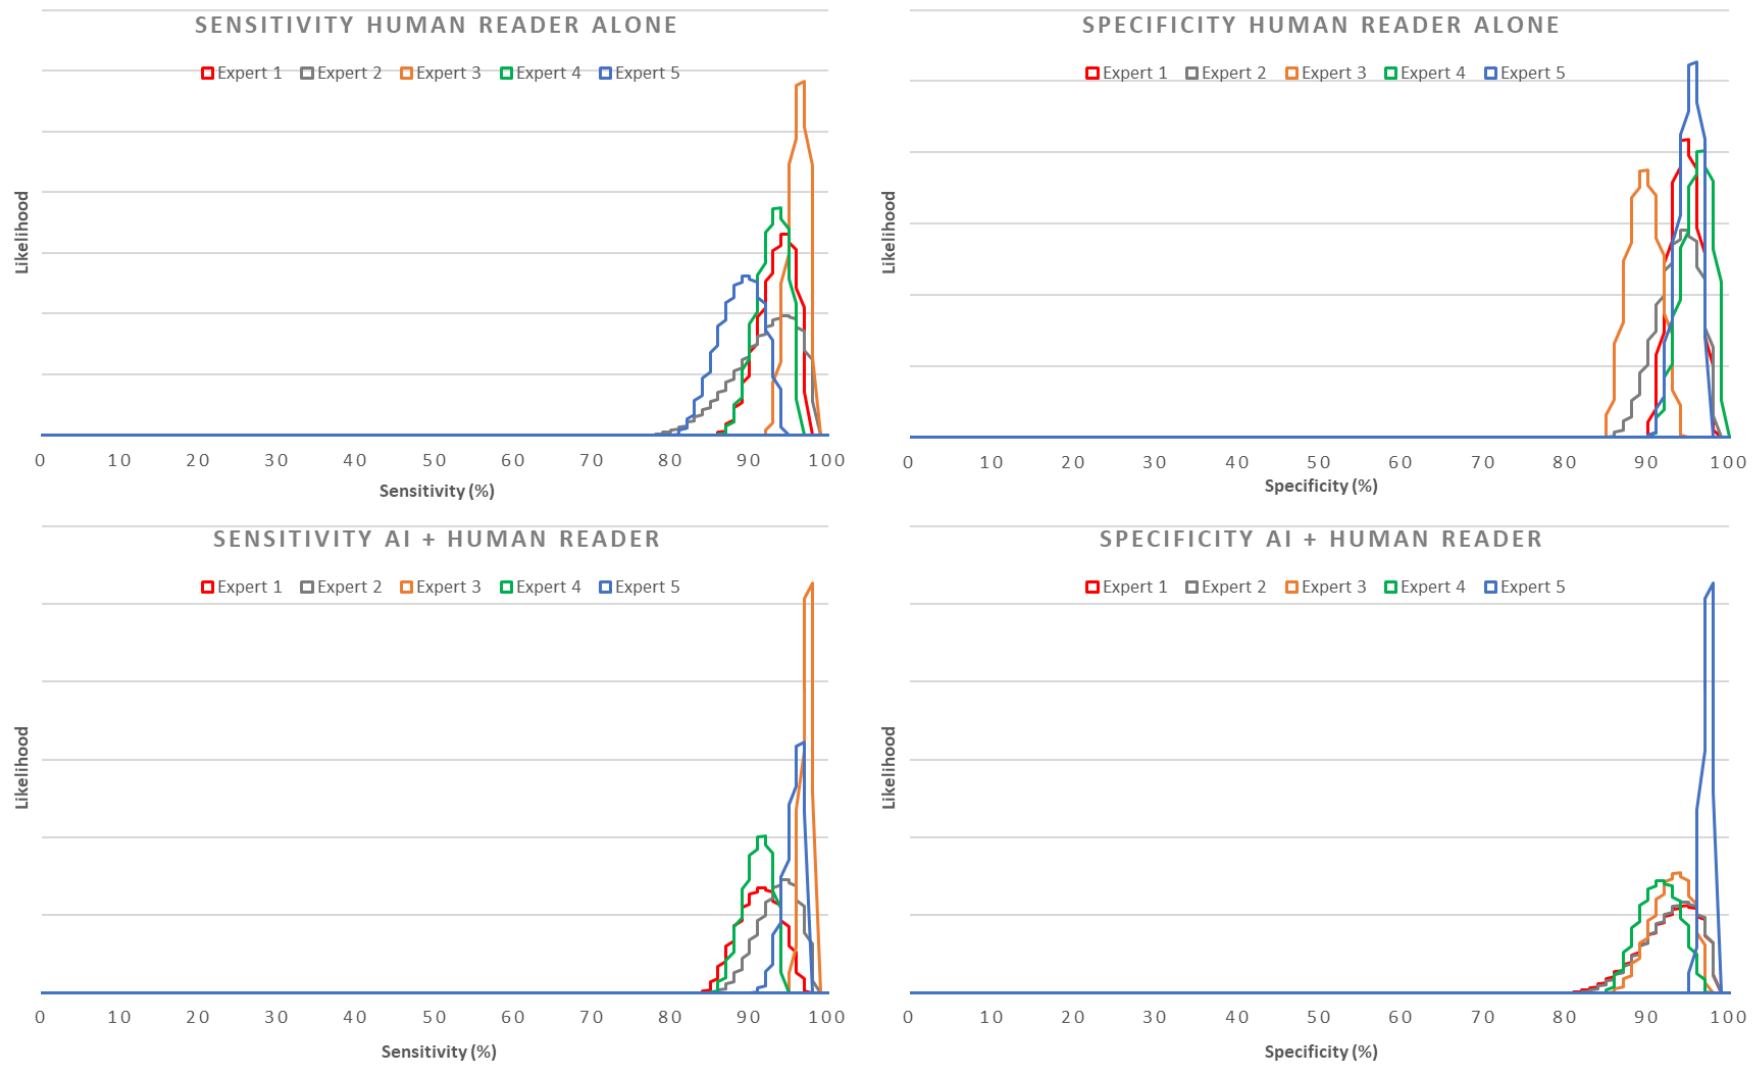 SENSITIVITY HUMAN READER ALONE
Expert 1 Expert 2 Expert 3 Expert 4 Expert 5
Likelihood
0 10 20 30 40 50 60 70 80 90 100
Sensitivity (%)
SPECIFICITY HUMAN READER ALONE
Expert 1 Expert 2 Expert 3 Expert 4 Expert 5
Likelihood
0 10 20 30 40 50 60 70 80 90 100
Specificity (%)
SENSITIVITY AI + HUMAN READER
Expert 1 Expert 2 Expert 3 Expert 4 Expert 5
Likelihood
0 10 20 30 40 50 60 70 80 90 100
Sensitivity (%)
SPECIFICITY AI + HUMAN READER
Expert 1 Expert 2 Expert 3 Expert 4 Expert 5
Likelihood
0 10 20 30 40 50 60 70 80 90 100
Specificity (%)